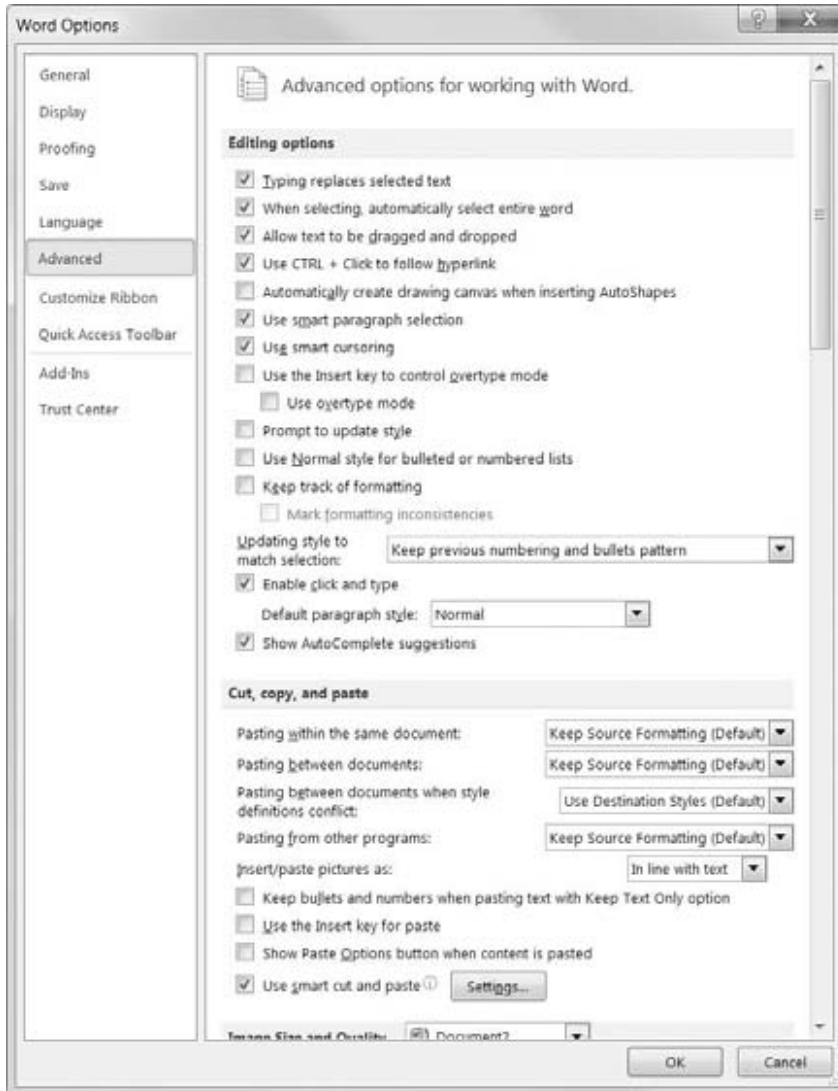 Word Options
General
Display
Proofing
Save
Language
Advanced
Customize Ribbon
Quick Access Toolbar
Add-Ins
Trust Center
Advanced options for working with Word.
Editing options
Typing replaces selected text
When selecting, automatically select entire word
Allow text to be dragged and dropped
Use CTRL + Click to follow hyperlink
Automatically create drawing canvas when inserting AutoShapes
Use smart paragraph selection
Use smart cursoring
Use the Insert key to control overtype mode
Use overtype mode
Prompt to update style
Use Normal style for bulleted or numbered lists
Keep track of formatting
Mark formatting inconsistencies
Updating style to
match selection: Keep previous numbering and bullets pattern
Enable click and type
Default paragraph style: Normal
Show AutoComplete suggestions
Cut, copy, and paste
Pasting within the same document: Keep Source Formatting (Default)
Pasting between documents: Keep Source Formatting (Default)
Pasting between documents when style
definitions conflict: Use Destination Styles (Default)
Pasting from other programs: Keep Source Formatting (Default)
Insert/paste pictures as: In line with text
Keep bullets and numbers when pasting text with Keep Text Only option
Use the Insert key for paste
Show Paste Options button when content is pasted
Use smart cut and paste Settings...
Image Size and Quality Document2
OK Cancel